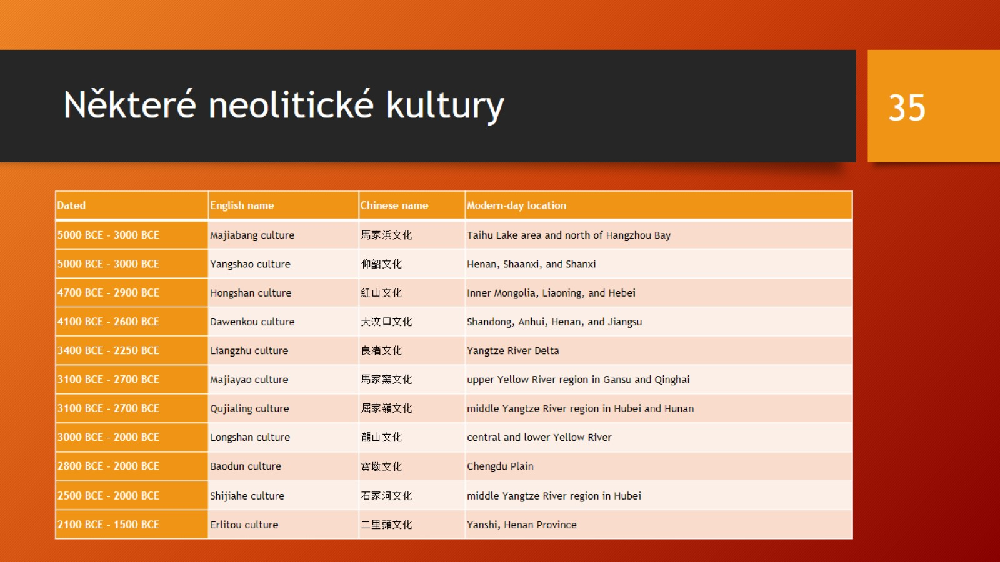 Některé neolitické kultury
35
Dated English name Chinese name Modern-day location
5000 BCE – 3000 BCE Majiabang culture 馬家浜文化 Taihu Lake area and north of Hangzhou Bay
5000 BCE – 3000 BCE Yangshao culture 仰韶文化 Henan, Shaanxi, and Shanxi
4700 BCE – 2900 BCE Hongshan culture 紅山文化 Inner Mongolia, Liaoning, and Hebei
4100 BCE – 2600 BCE Dawenkou culture 大汶口文化 Shandong, Anhui, Henan, and Jiangsu
3400 BCE – 2250 BCE Liangzhu culture 良渚文化 Yangtze River Delta
3100 BCE – 2700 BCE Majiayao culture 馬家窯文化 upper Yellow River region in Gansu and Qinghai
3100 BCE – 2700 BCE Qujialing culture 屈家嶺文化 middle Yangtze River region in Hubei and Hunan
3000 BCE – 2000 BCE Longshan culture 龍山文化 central and lower Yellow River
2800 BCE – 2000 BCE Baodun culture 寶墩文化 Chengdu Plain
2500 BCE – 2000 BCE Shijiahe culture 石家河文化 middle Yangtze River region in Hubei
2100 BCE – 1500 BCE Erlitou culture 二里頭文化 Yanshi, Henan Province